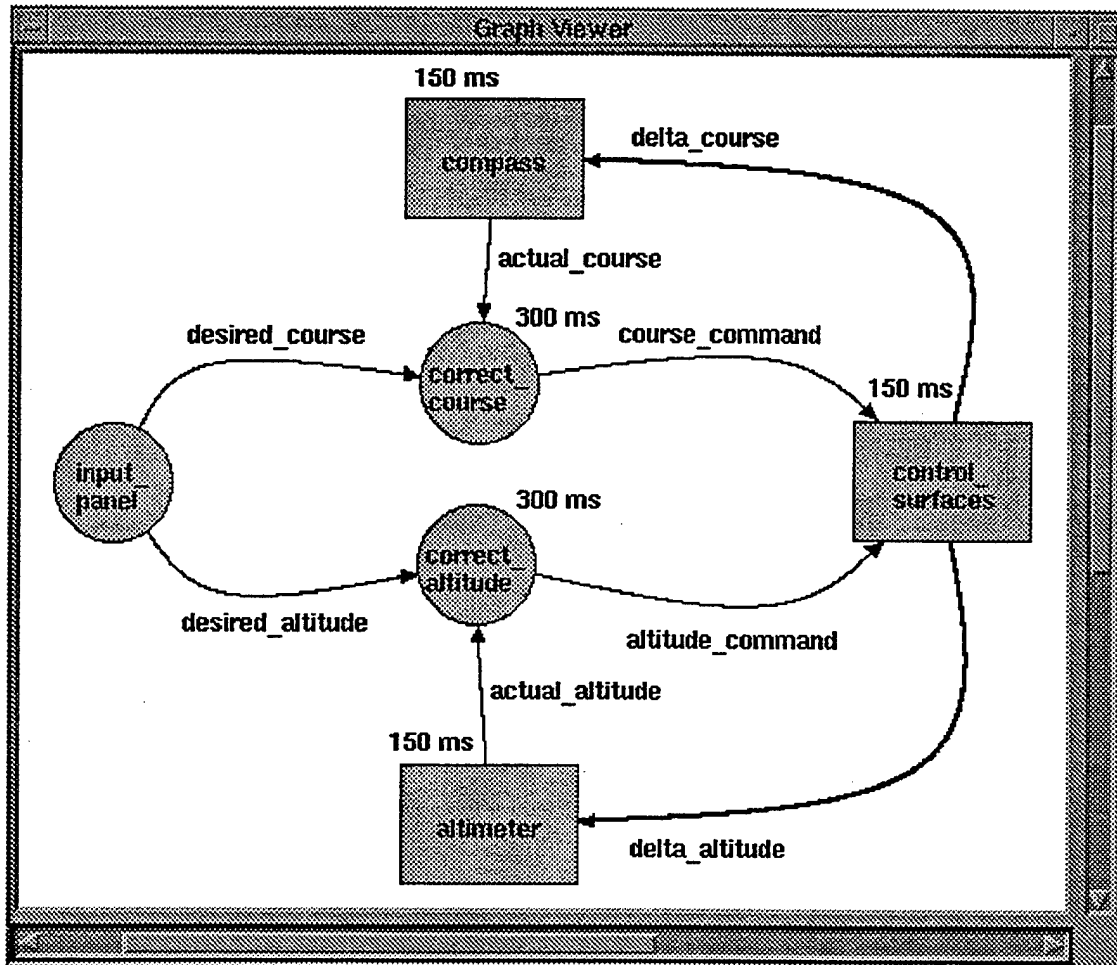 Graph Viewer
150 ms
compass
delta_course
actual_course
300 ms
desired_course
course_command
correct_
course
150 ms
input_
panel
control_
surfaces
300 ms
correct_
altitude
desired_altitude
altitude_command
actual_altitude
150 ms
altimeter
delta_altitude